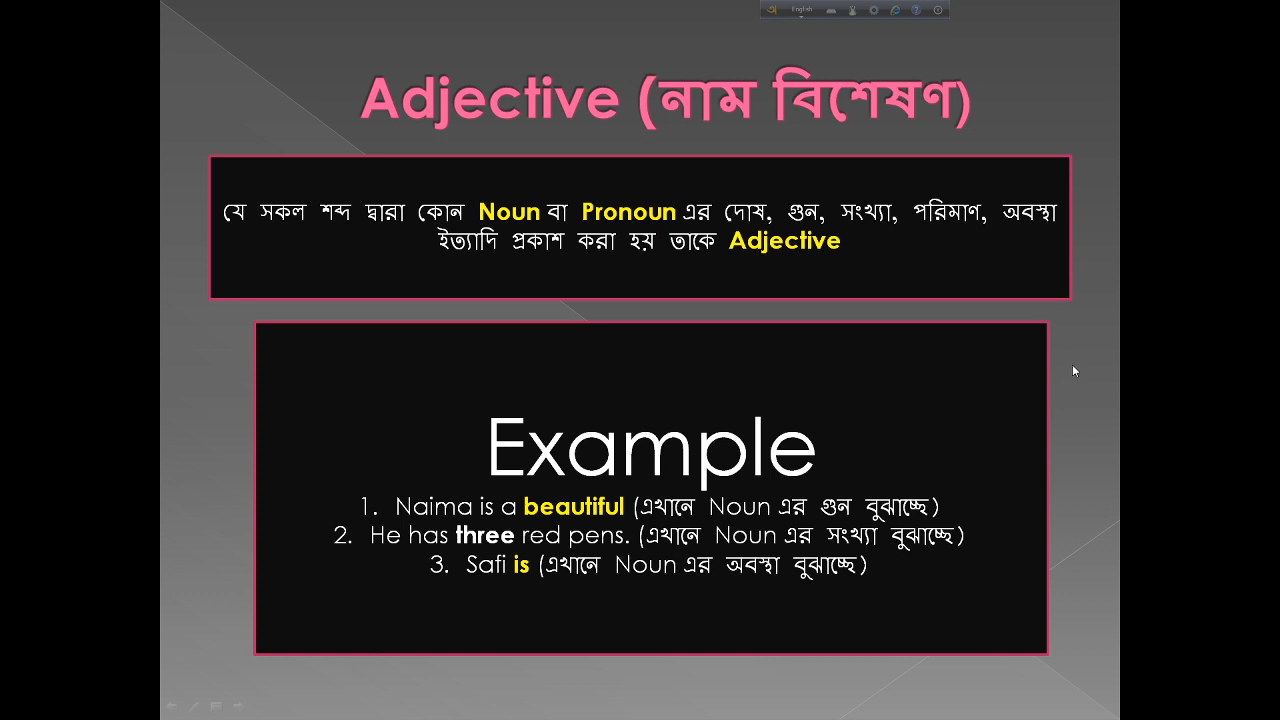 English
Adjective (নাম বিশেষণ)
যে সকল শব্দ দ্বারা কোন Noun বা Pronoun এর দোষ, গুন, সংখ্যা, পরিমাণ, অবস্থা
ইত্যাদি প্রকাশ করা হয় তাকে Adjective
Example
1. Naima is a beautiful (এখানে Noun এর গুন বুঝাচ্ছে)
2. He has three red pens. (এখানে Noun এর সংখ্যা বুঝাচ্ছে)
3. Safi is (এখানে Noun এর অবস্থা বুঝাচ্ছে)